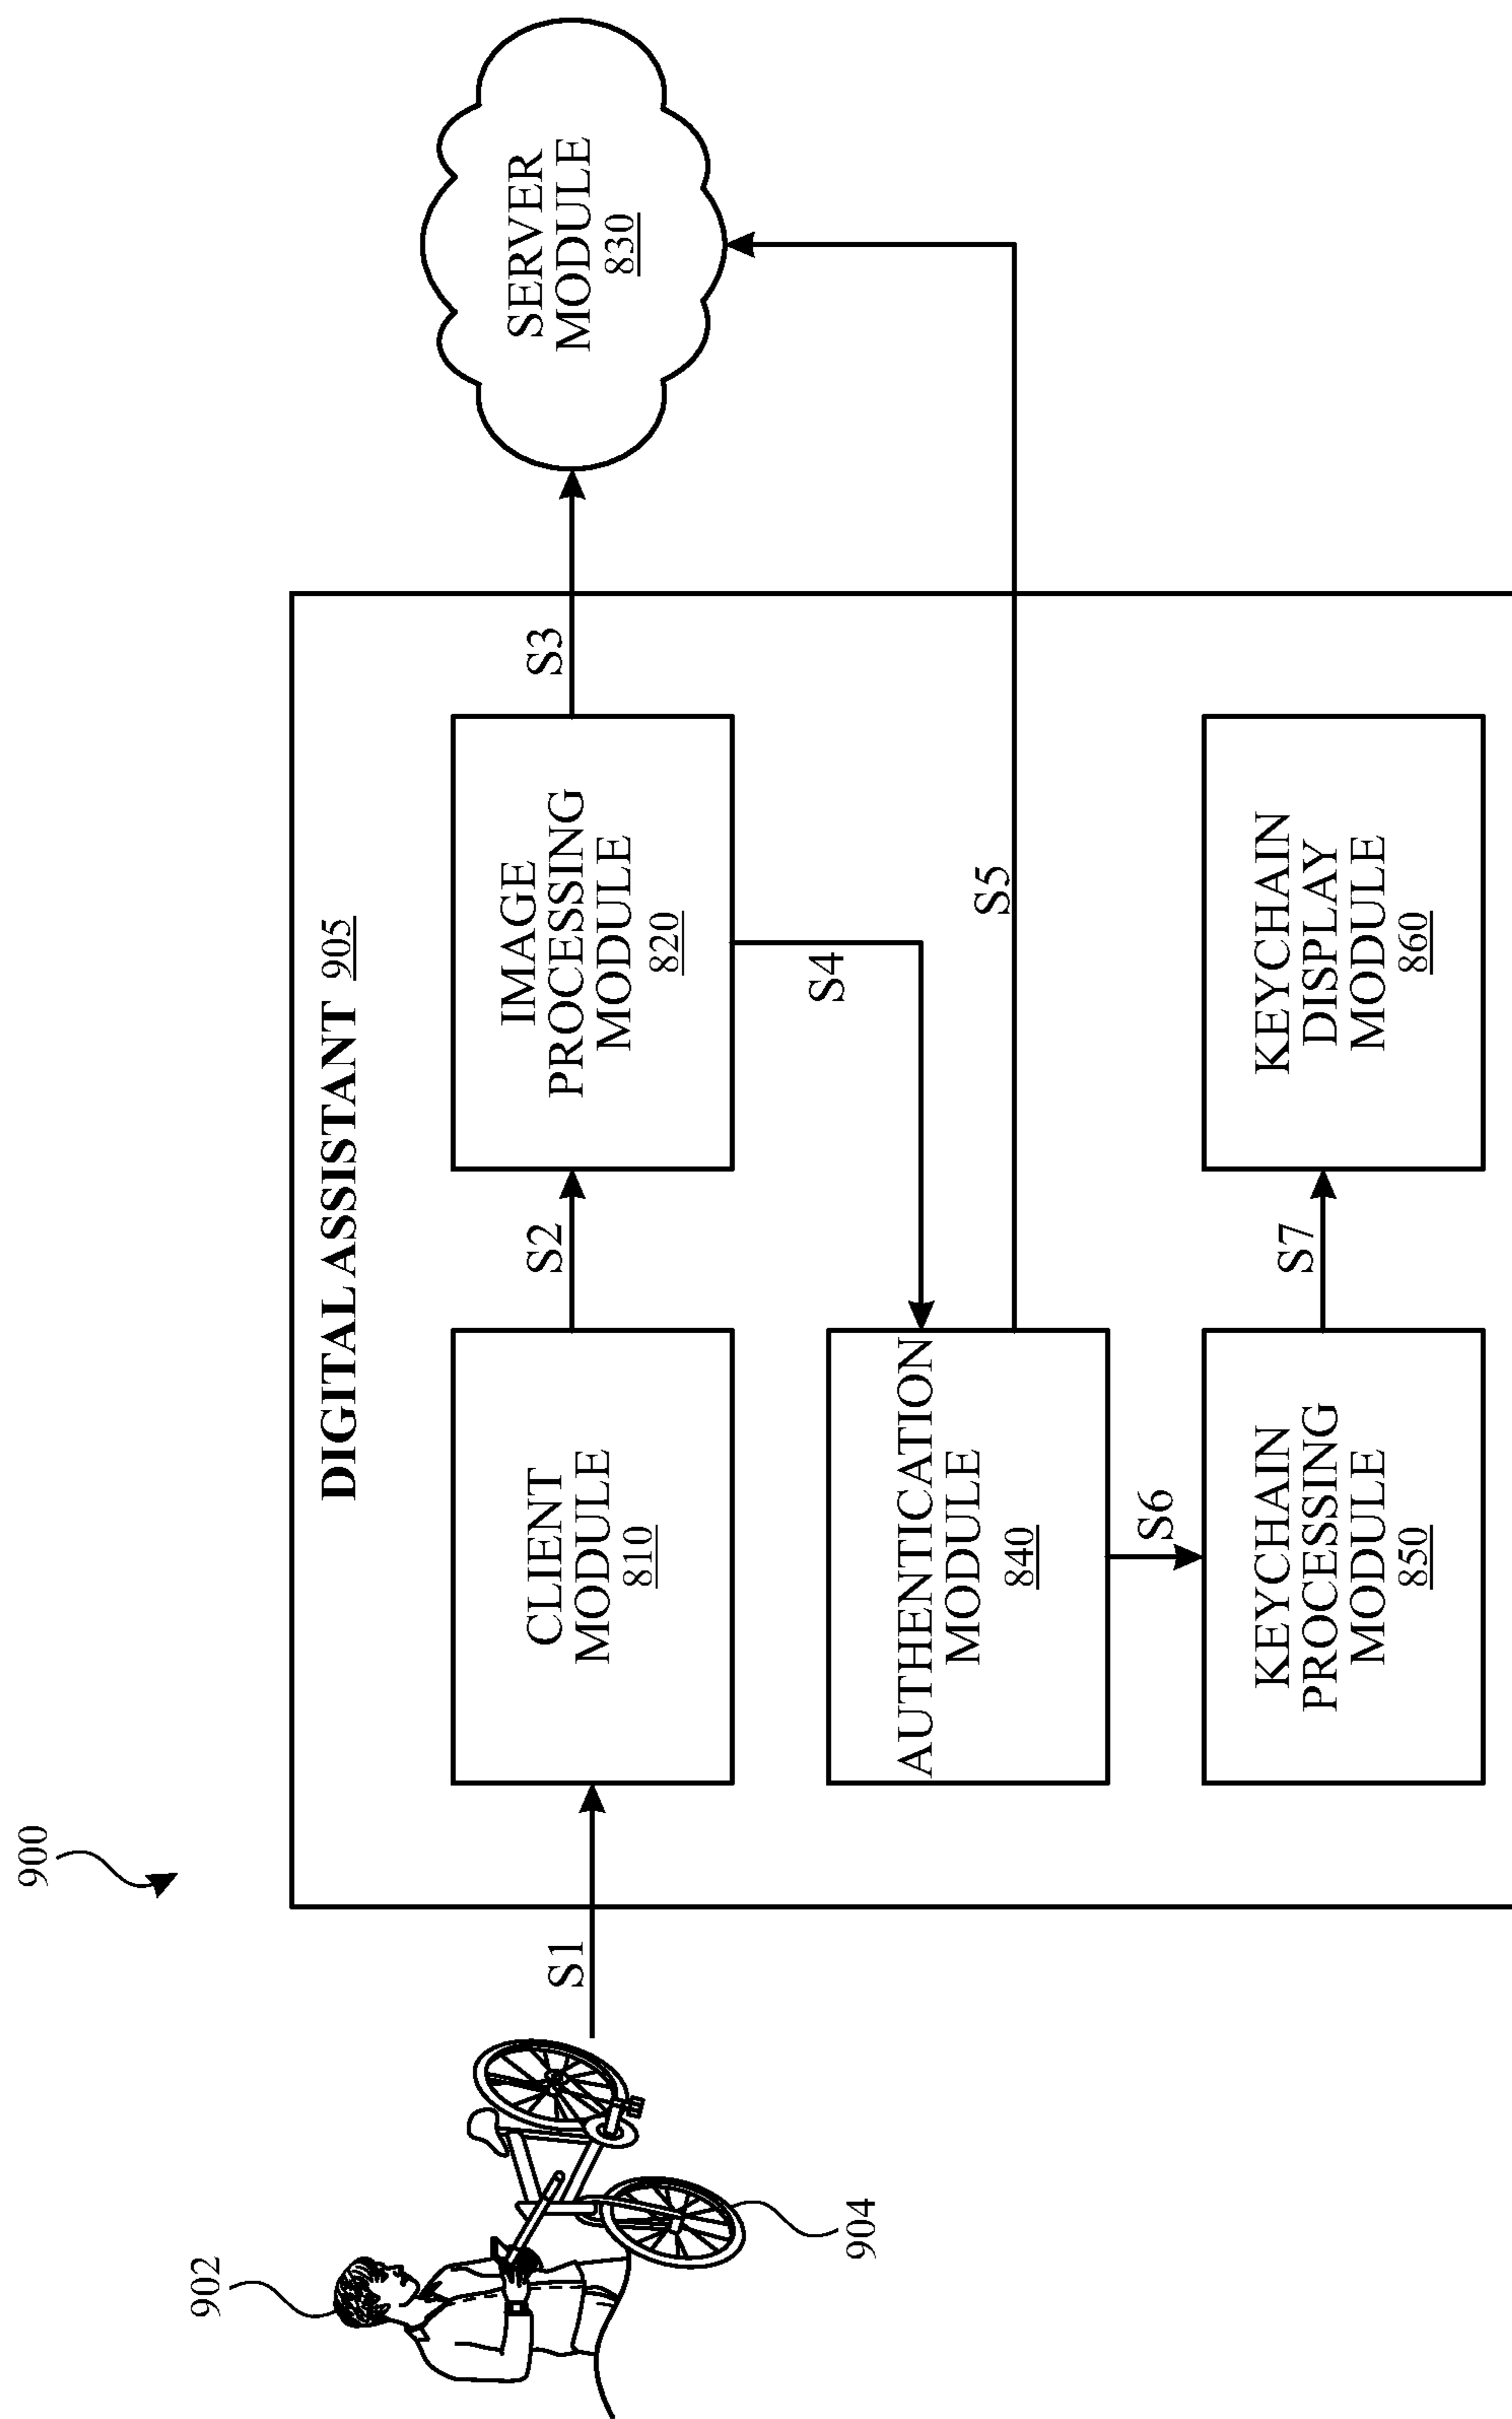 900
902
904
S1
DIGITAL ASSISTANT 905
CLIENT
MODULE
810
S2
IMAGE
PROCESSING
MODULE
820
S3
SERVER
MODULE
830
S4
AUTHENTICATION
MODULE
840
S5
S6
KEYCHAIN
PROCESSING
MODULE
850
S7
KEYCHAIN
DISPLAY
MODULE
860